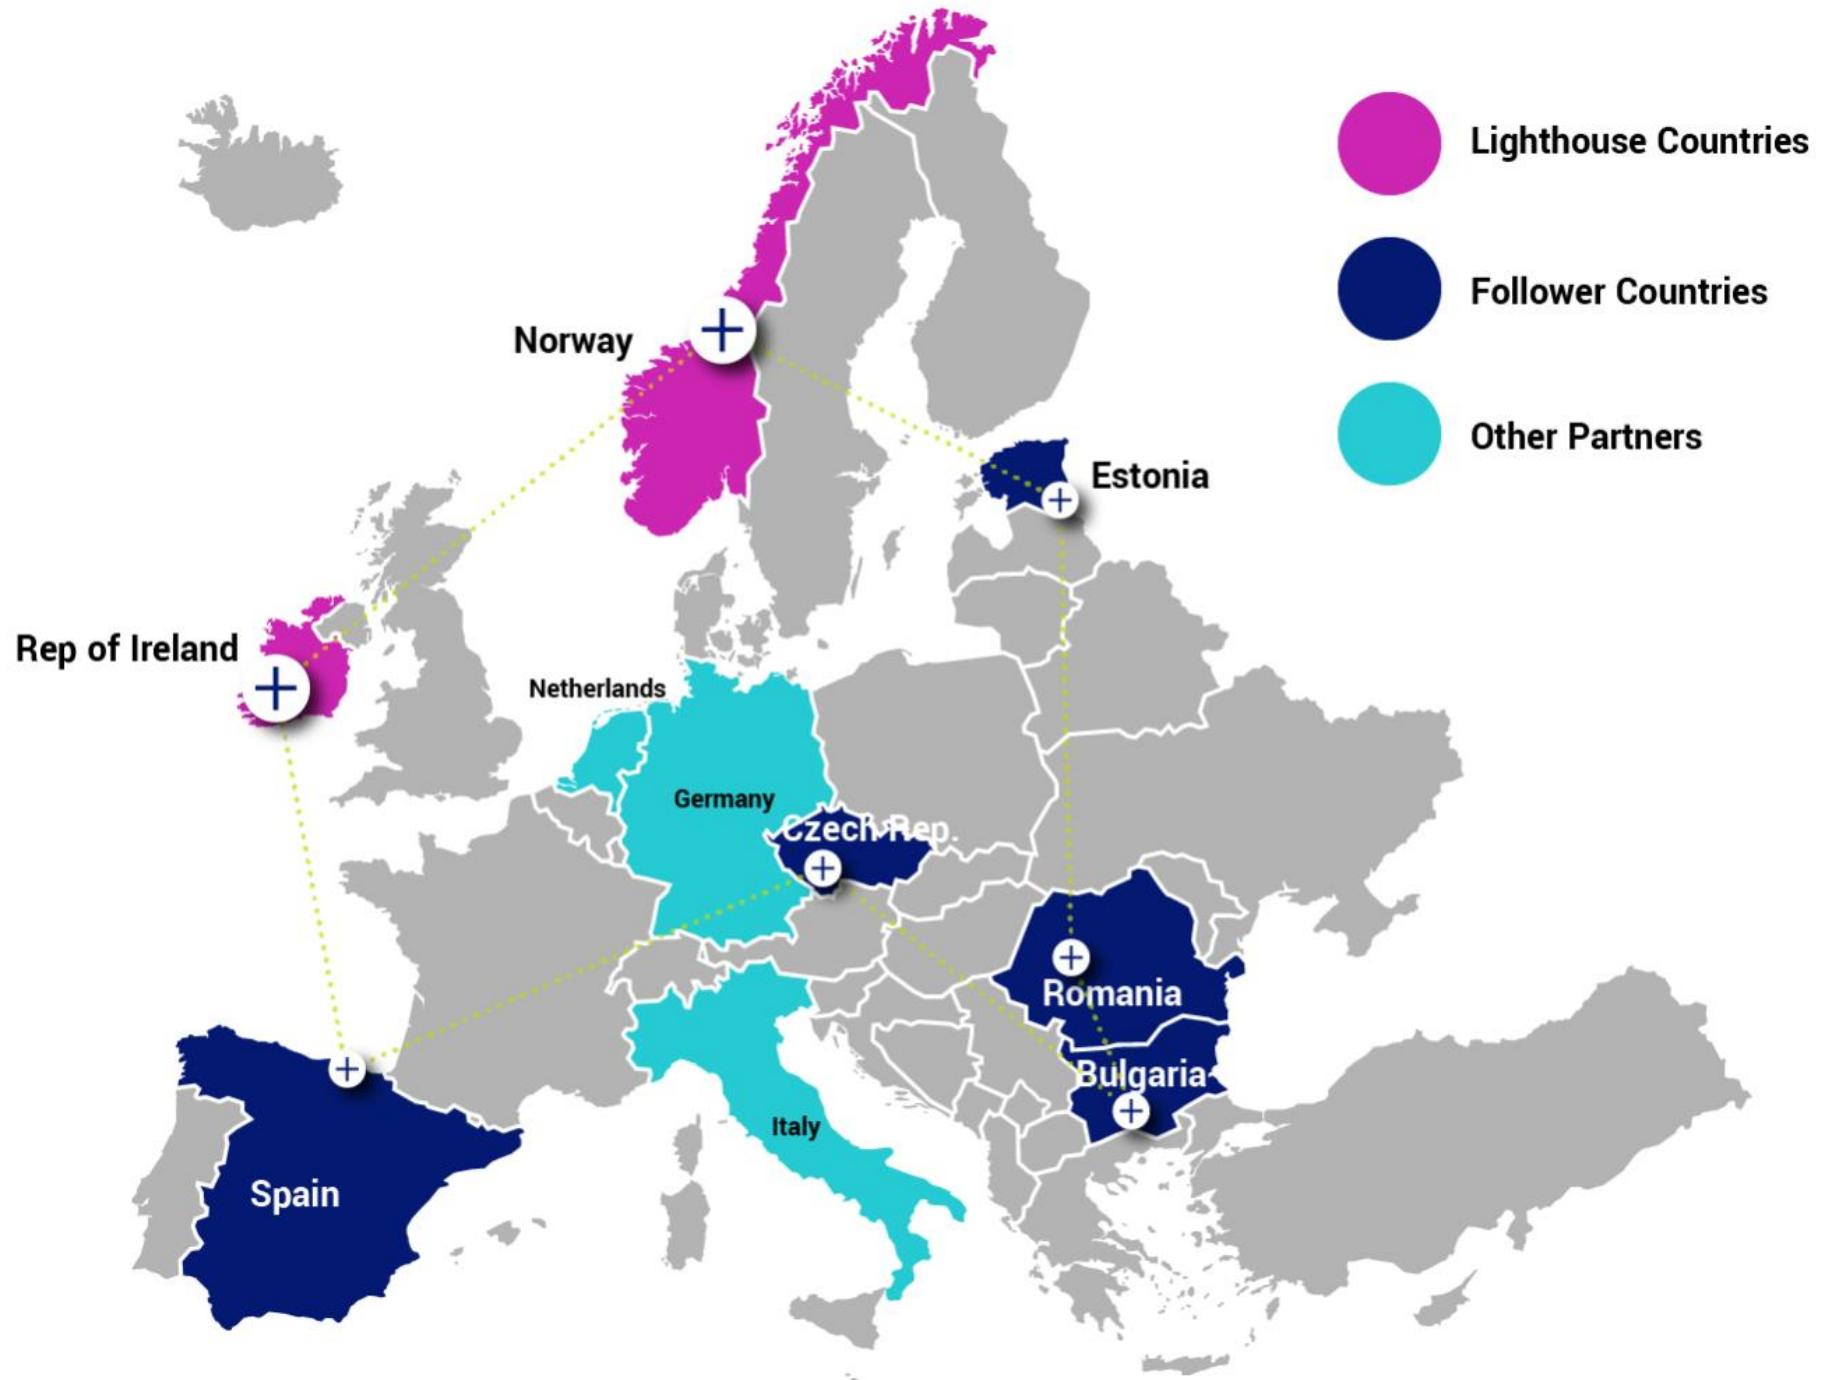 Lighthouse Countries
Follower Countries
Norway
Other Partners
Estonia
Rep of Ireland
Netherlands
Germany
Czech Rep.
Romania
Bulgaria
Italy
Spain